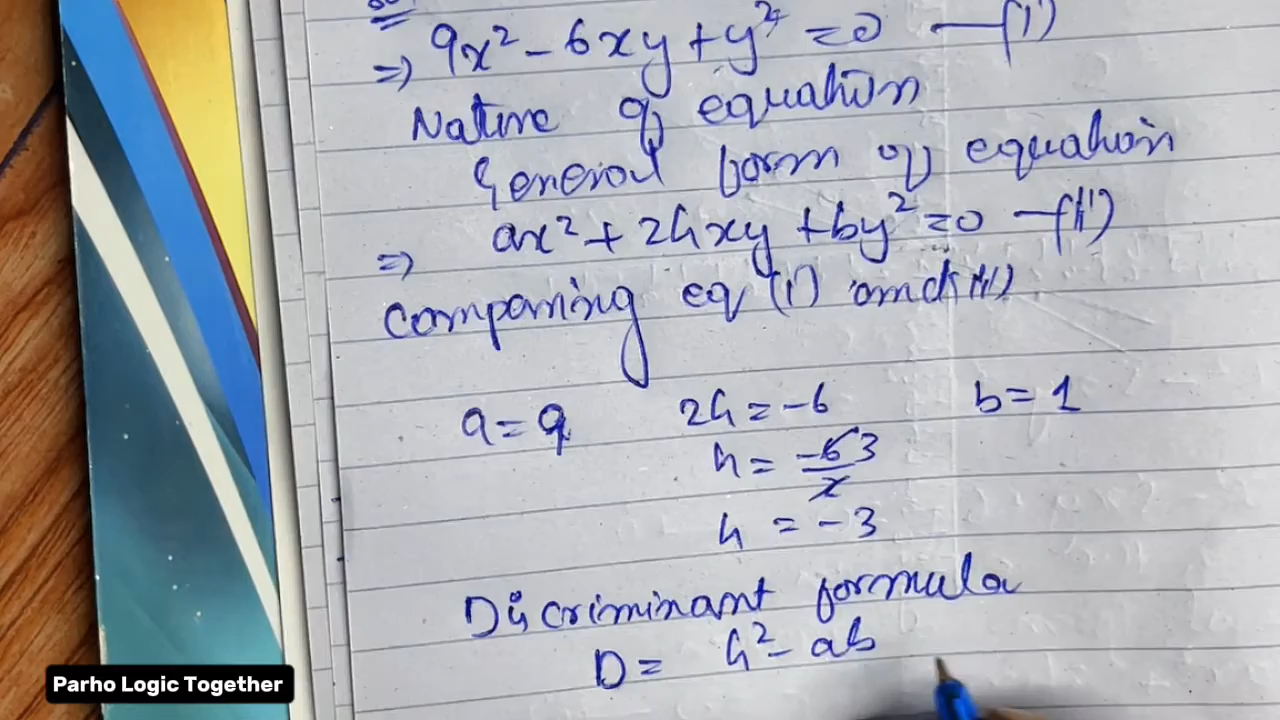 => 9x² - 6xy + y² = 0 —(i)
Nature of equation
General form of equation
=> ax² + 2hxy + by² = 0 —(ii)
comparing eq (i) and (ii)
a = 9 2h = -6 b = 1
h = -6/2 3
h = -3
Discriminant formula
D = h² - ab
Parho Logic Together